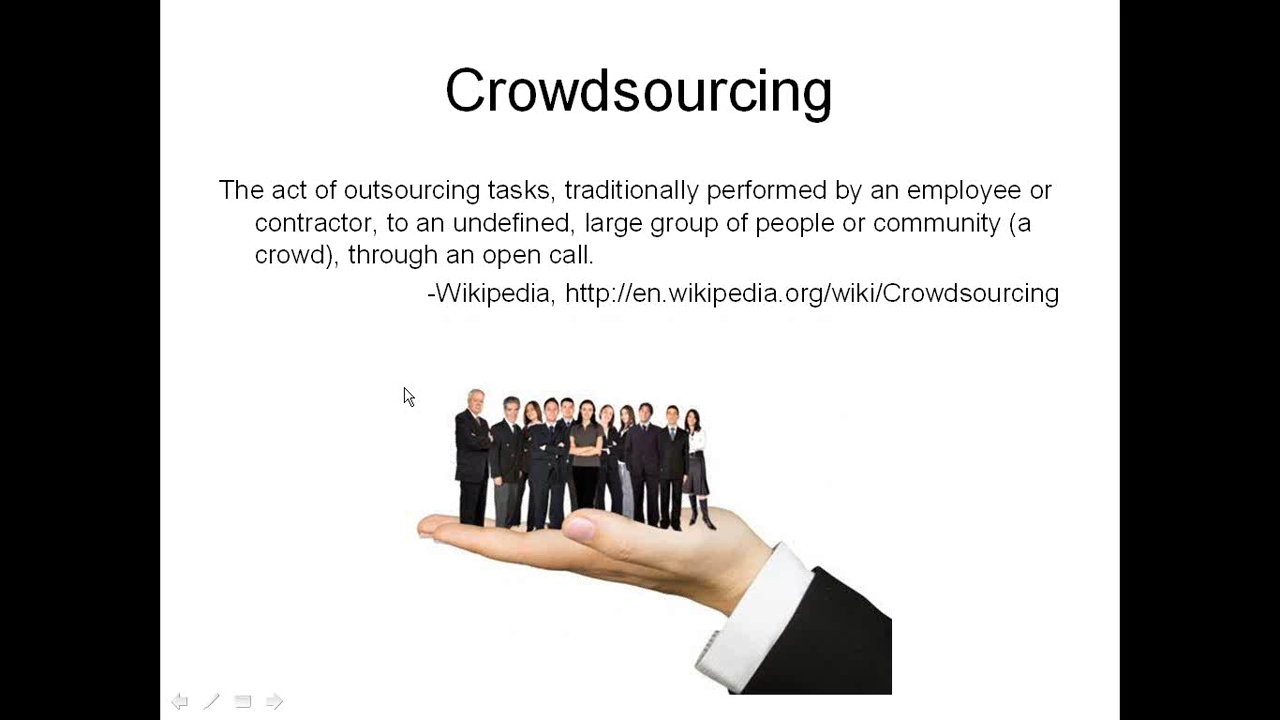 Crowdsourcing
The act of outsourcing tasks, traditionally performed by an employee or
contractor, to an undefined, large group of people or community (a
crowd), through an open call.
-Wikipedia, http://en.wikipedia.org/wiki/Crowdsourcing